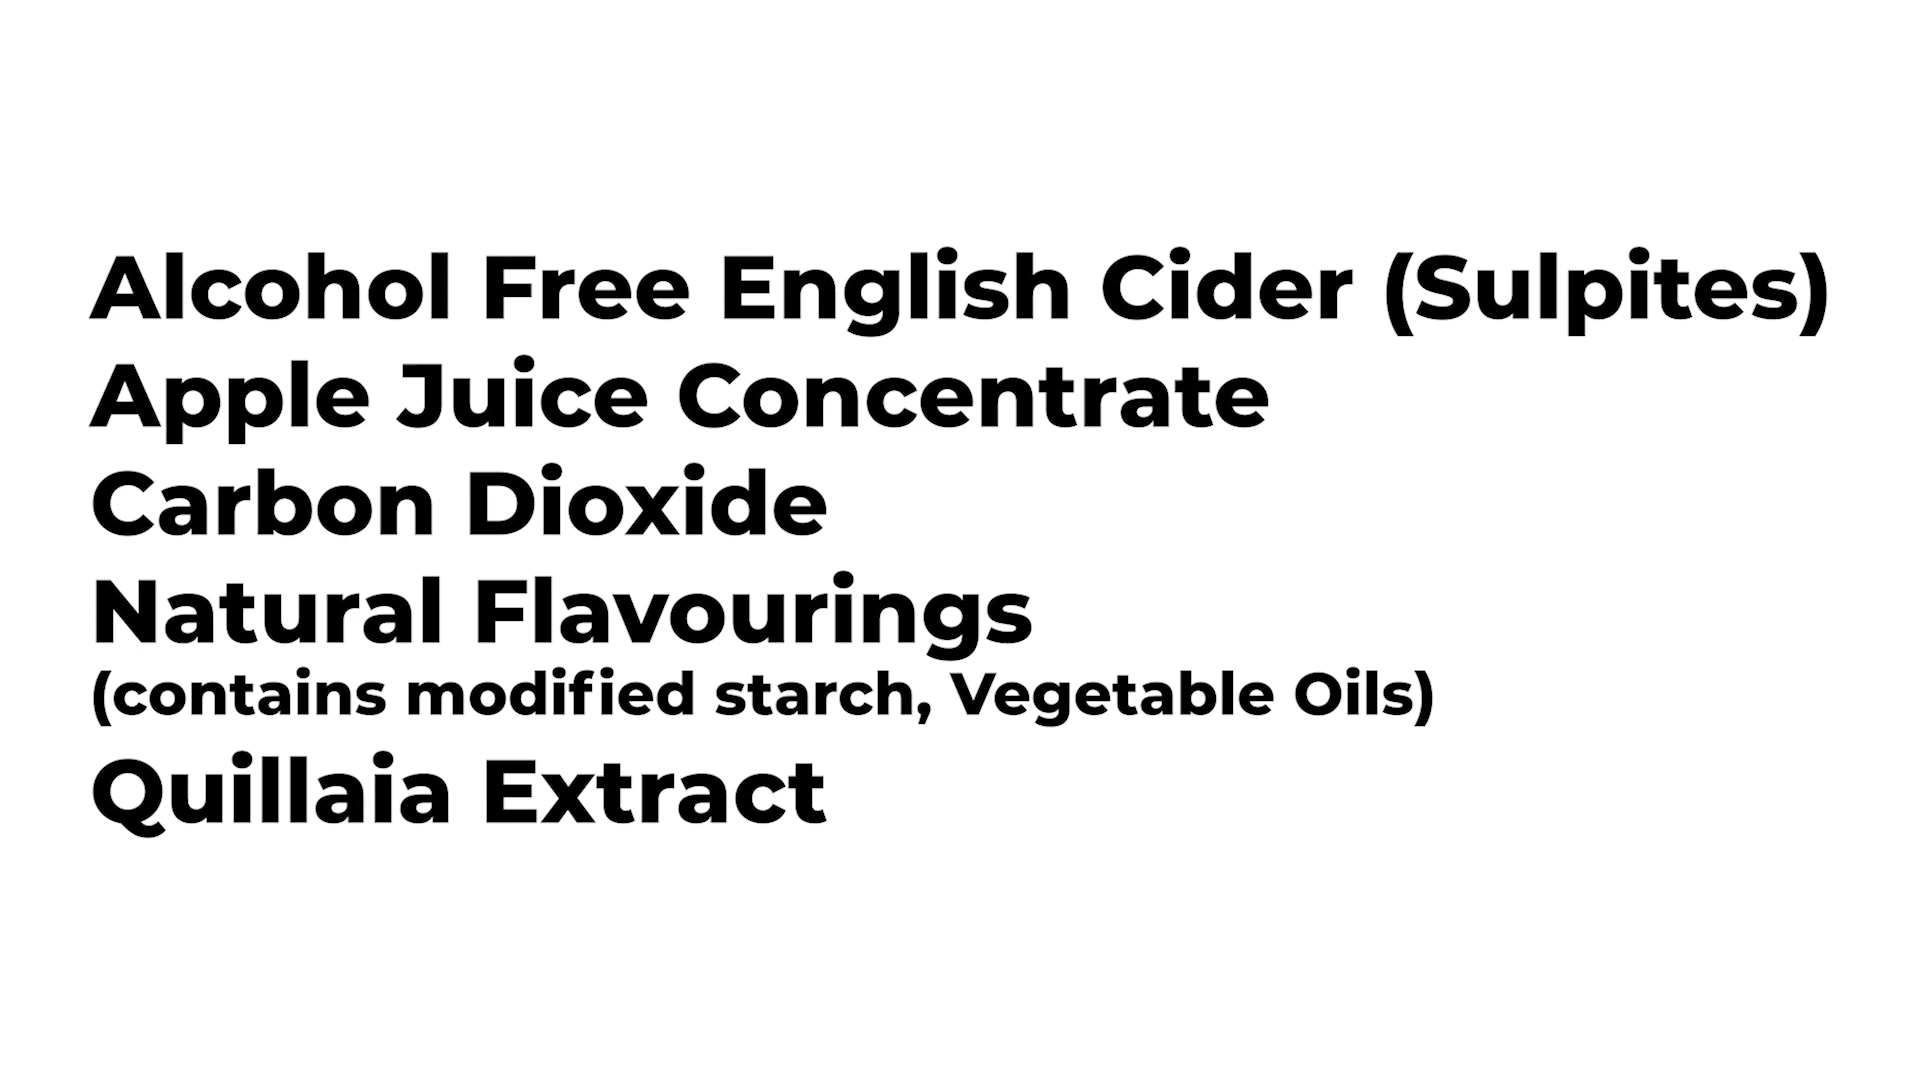 Alcohol Free English Cider (Sulpites)
Apple Juice Concentrate
Carbon Dioxide
Natural Flavourings
(contains modified starch, Vegetable Oils)
Quillaia Extract